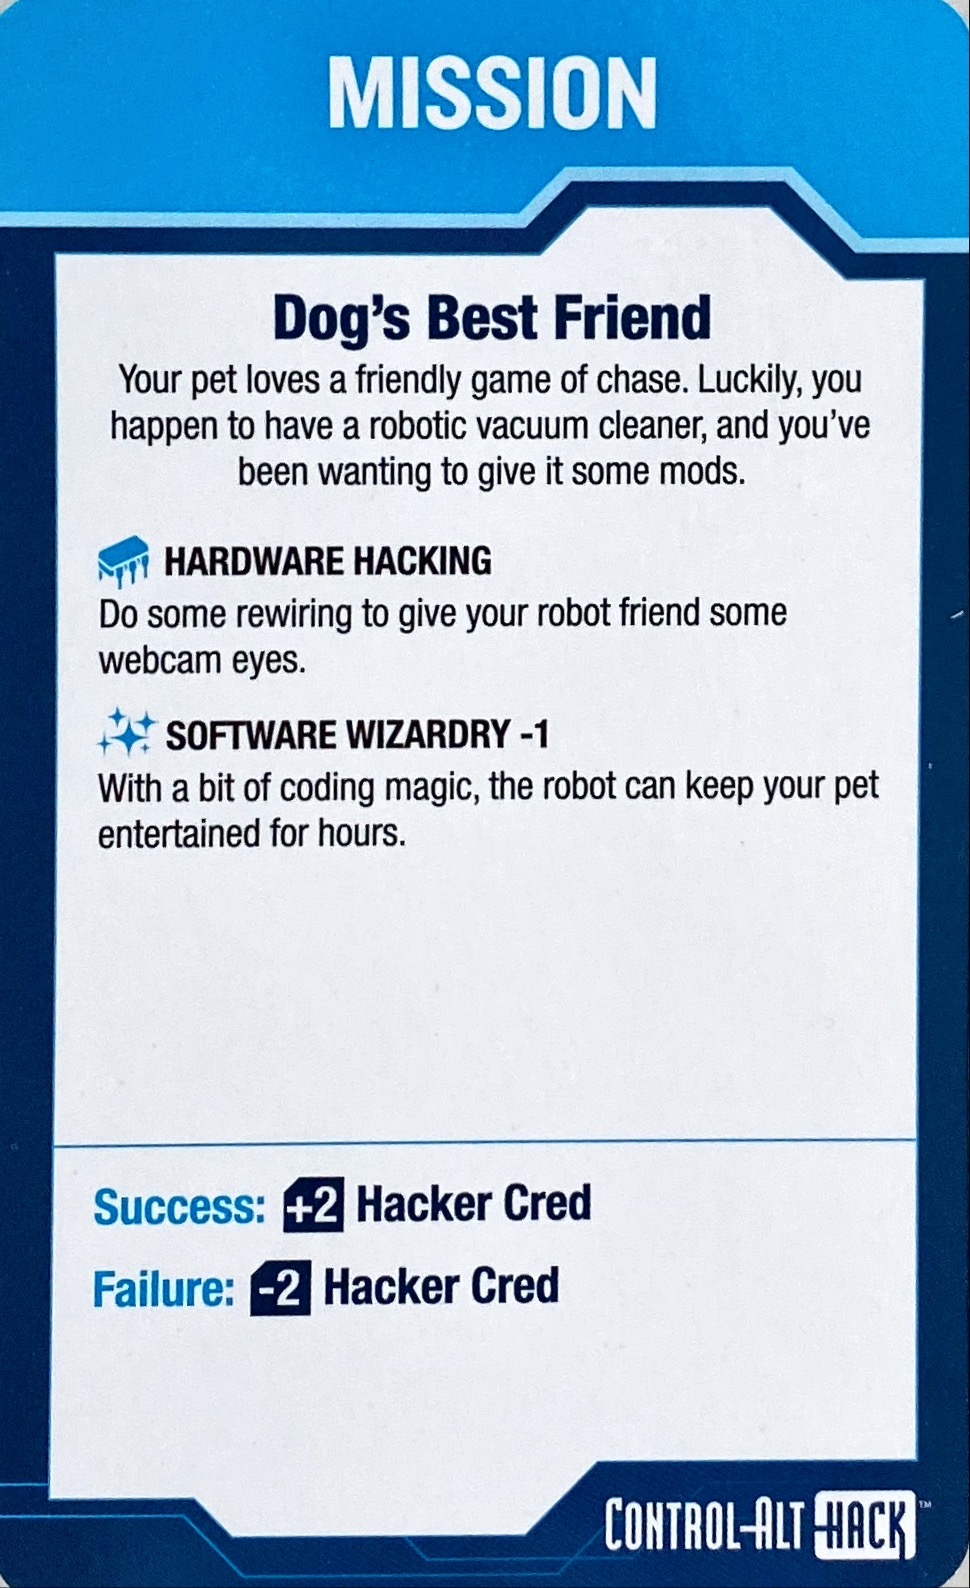 MISSION
Dog's Best Friend
Your pet loves a friendly game of chase. Luckily, you
happen to have a robotic vacuum cleaner, and you've
been wanting to give it some mods.
HARDWARE HACKING
Do some rewiring to give your robot friend some
webcam eyes.
SOFTWARE WIZARDRY -1
With a bit of coding magic, the robot can keep your pet
entertained for hours.
Success: +2 Hacker Cred
Failure: -2 Hacker Cred
CONTROL-ALT HACK™